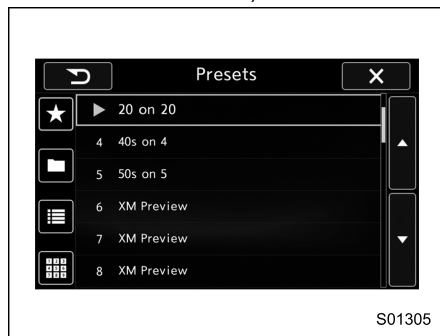 Presets
20 on 20
4 40s on 4
5 50s on 5
6 XM Preview
7 XM Preview
8 XM Preview
S01305